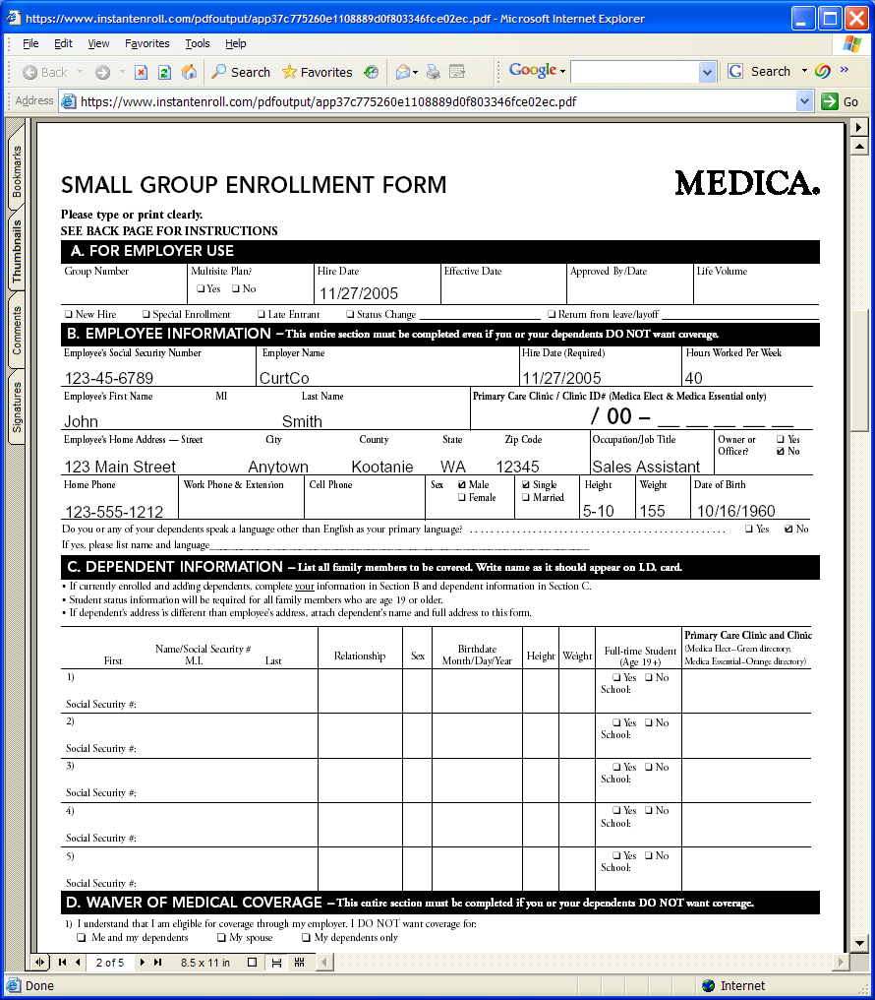 https://www.instantenroll.com/pdfoutput/app37c775260e1108889d0f803346fce02ec.pdf - Microsoft Internet Explorer
File Edit View Favorites Tools Help
Back Search Favorites Google Search »
Address https://www.instantenroll.com/pdfoutput/app37c775260e1108889d0f803346fce02ec.pdf Go
Bookmarks
Thumbnails
Comments
Signatures
SMALL GROUP ENROLLMENT FORM MEDICA.
Please type or print clearly.
SEE BACK PAGE FOR INSTRUCTIONS
A. FOR EMPLOYER USE
Group Number Multisite Plan? Hire Date Effective Date Approved By/Date Life Volume
Yes No 11/27/2005
New Hire Special Enrollment Late Entrant Status Change Return from leave/layoff
B. EMPLOYEE INFORMATION – This entire section must be completed even if you or your dependents DO NOT want coverage.
Employee's Social Security Number Employer Name Hire Date (Required) Hours Worked Per Week
123-45-6789 CurtCo 11/27/2005 40
Employee's First Name MI Last Name Primary Care Clinic / Clinic ID# (Medica Elect & Medica Essential only)
John Smith / 00 – __ __ __ __ __
Employee's Home Address — Street City County State Zip Code Occupation/Job Title Owner or Officer? Yes No
123 Main Street Anytown Kootanie WA 12345 Sales Assistant
Home Phone Work Phone & Extension Cell Phone Sex Male Single Height Weight Date of Birth
Female Married
123-555-1212 5-10 155 10/16/1960
Do you or any of your dependents speak a language other than English as your primary language? . . . . . . . . . . . . . . . . . . . . . . . . . . . . . . . . . . . . . . . Yes No
If yes, please list name and language
C. DEPENDENT INFORMATION – List all family members to be covered. Write name as it should appear on I.D. card.
• If currently enrolled and adding dependents, complete your information in Section B and dependent information in Section C.
• Student status information will be required for all family members who are age 19 or older.
• If dependent's address is different than employee's address, attach dependent's name and full address to this form.
Name/Social Security # Relationship Sex Birthdate Height Weight Full-time Student Primary Care Clinic and Clinic
First M.I. Last Month/Day/Year (Age 19+) (Medica Elect–Green directory;
Medica Essential–Orange directory)
1) Yes No
School:
Social Security #:
2) Yes No
School:
Social Security #:
3) Yes No
School:
Social Security #:
4) Yes No
School:
Social Security #:
5) Yes No
School:
Social Security #:
D. WAIVER OF MEDICAL COVERAGE – This entire section must be completed if you or your dependents DO NOT want coverage.
1) I understand that I am eligible for coverage through my employer. I DO NOT want coverage for:
Me and my dependents My spouse My dependents only
2 of 5 8.5 x 11 in
Done Internet